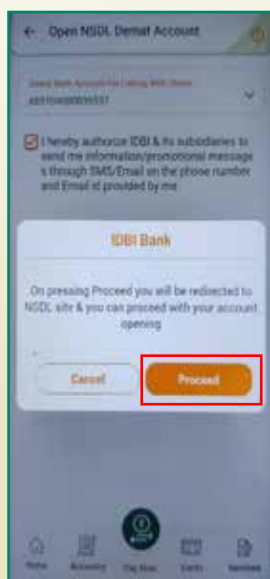 Open NSDL Demat Account
I hereby authorize IDBI & its subsidiaries to
send me information/promotional message
s through SMS/Email on the phone number
and Email id provided by me
IDBI Bank
On pressing Proceed you will be redirected to
NSDL site & you can proceed with your account
opening
Cancel
Proceed
Home
Accounts
Pay Now
Cards
Services